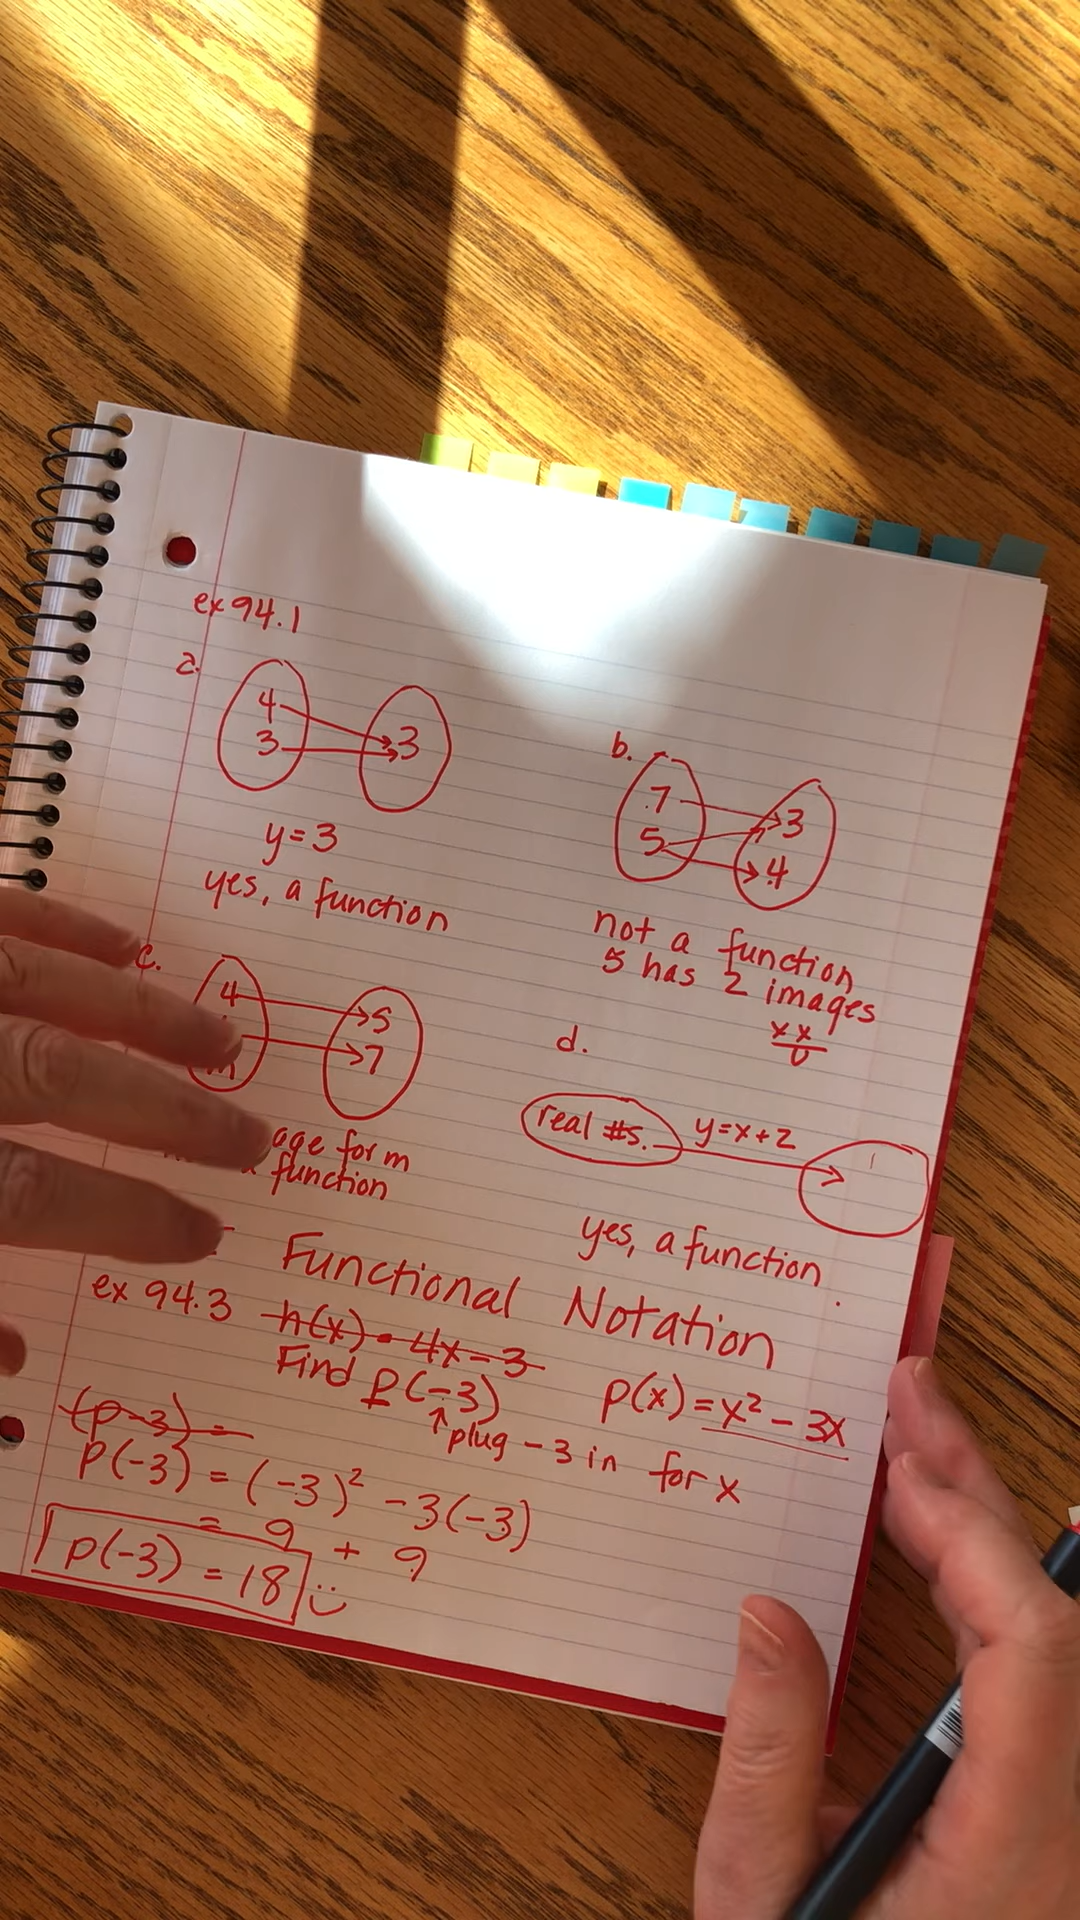 ex 94.1
a.
4
3
3
y=3
yes, a function
b.
7
5
3
4
not a function
5 has 2 images
c.
4
m
5
7
for m
function
d.
real #s.
y=x+2
yes, a function
Functional Notation
ex 94.3 h(x) = 4x-3
Find p(-3) p(x) = x² - 3x
plug -3 in for x
(p-3) =
p(-3) = (-3)² - 3(-3)
= 9 + 9
p(-3) = 18